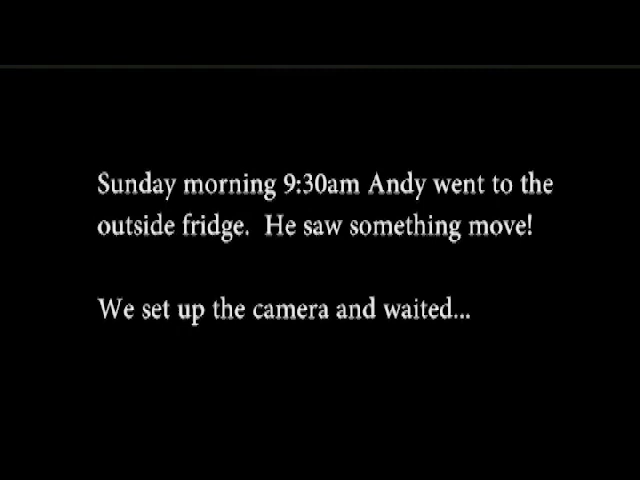 Sunday morning 9:30am Andy went to the
outside fridge.  He saw something move!
We set up the camera and waited...